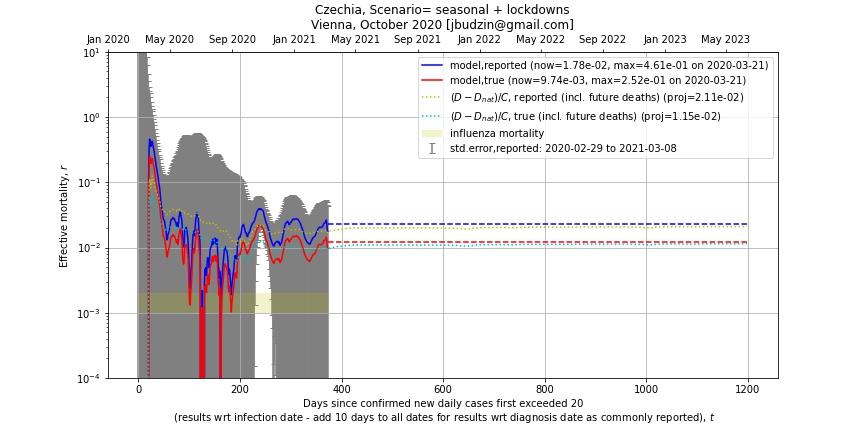 Czechia, Scenario= seasonal + lockdowns
Vienna, October 2020 [jbudzin@gmail.com]
Jan 2020 May 2020 Sep 2020 Jan 2021 May 2021 Sep 2021 Jan 2022 May 2022 Sep 2022 Jan 2023 May 2023
10^1
10^0
10^-1
10^-2
10^-3
10^-4
Effective mortality, r
model,reported (now=1.78e-02, max=4.61e-01 on 2020-03-21)
model,true (now=9.74e-03, max=2.52e-01 on 2020-03-21)
(D − D_nat)/C, reported (incl. future deaths) (proj=2.11e-02)
(D − D_nat)/C, true (incl. future deaths) (proj=1.15e-02)
influenza mortality
std.error,reported: 2020-02-29 to 2021-03-08
0 200 400 600 800 1000 1200
Days since confirmed new daily cases first exceeded 20
(results wrt infection date - add 10 days to all dates for results wrt diagnosis date as commonly reported), t